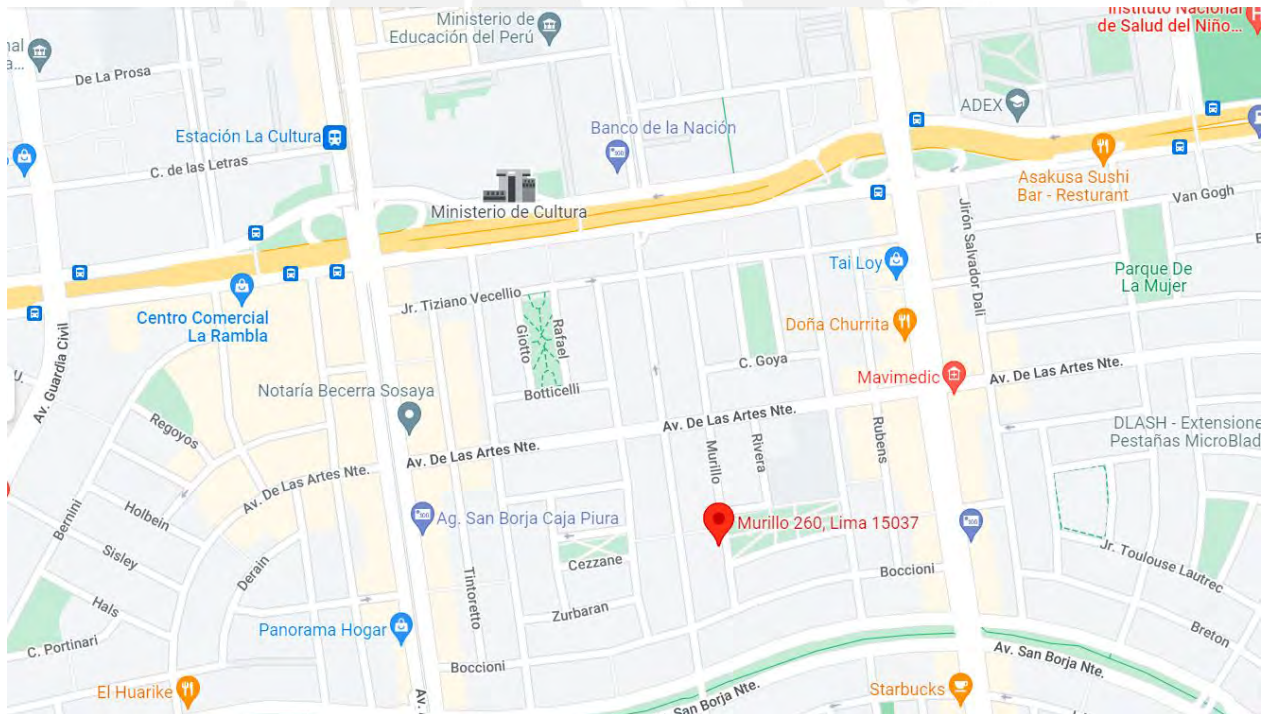 Ministerio de
Educación del Perú
Instituto Nacional
de Salud del Niño...
nal
a...
De La Prosa
ADEX
Estación La Cultura
Banco de la Nación
C. de las Letras
Asakusa Sushi
Bar - Resturant
Van Gogh
Ministerio de Cultura
Jirón Salvador Dali
Tai Loy
Parque De
La Mujer
Jr. Tiziano Vecellio
Centro Comercial
La Rambla
Doña Churrita
Giotto
Rafael
Av. Guardia Civil
C. Goya
Mavimedic
Av. De Las Artes Nte.
Notaría Becerra Sosaya
Botticelli
Regoyos
Av. De Las Artes Nte.
Rubens
DLASH - Extensione
Pestañas MicroBlad
Murillo
Rivera
Av. De Las Artes Nte.
Av. De Las Artes Nte.
Bernini
Holbein
Ag. San Borja Caja Piura
Murillo 260, Lima 15037
Sisley
Derain
Cezzane
Jr. Toulouse Lautrec
Boccioni
Tintoretto
Hals
Zurbaran
Panorama Hogar
Breton
C. Portinari
Boccioni
Av. San Borja Nte.
El Huarike
Starbucks
San Borja Nte.
Av.